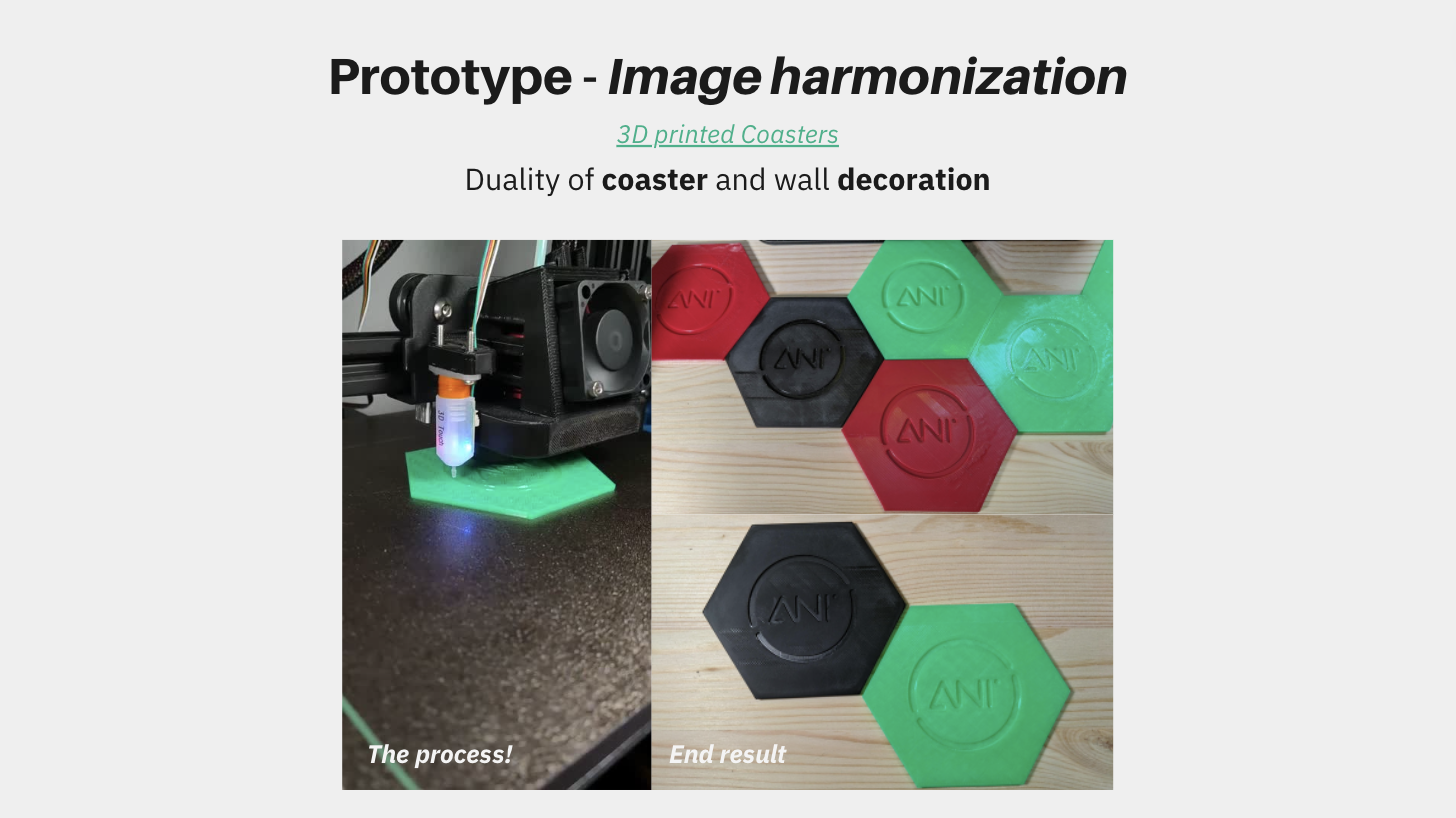 Prototype - Image harmonization
3D printed Coasters
Duality of coaster and wall decoration
3D Touch
The process!
ANI
ANI
ANI
ANI
ANI
End result
ANI
ANI